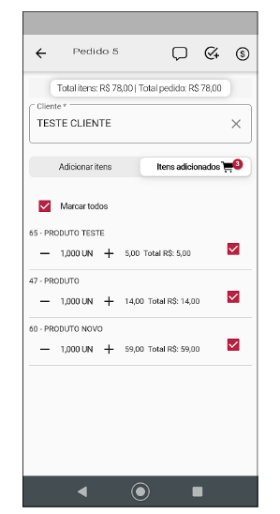 Pedido 5
Total itens: R$ 78,00 | Total pedido: R$ 78,00
Cliente *
TESTE CLIENTE
Adicionar itens
Itens adicionados 3
Marcar todos
65 - PRODUTO TESTE
1,000 UN 5,00 Total R$: 5,00
47 - PRODUTO
1,000 UN 14,00 Total R$: 14,00
60 - PRODUTO NOVO
1,000 UN 59,00 Total R$: 59,00